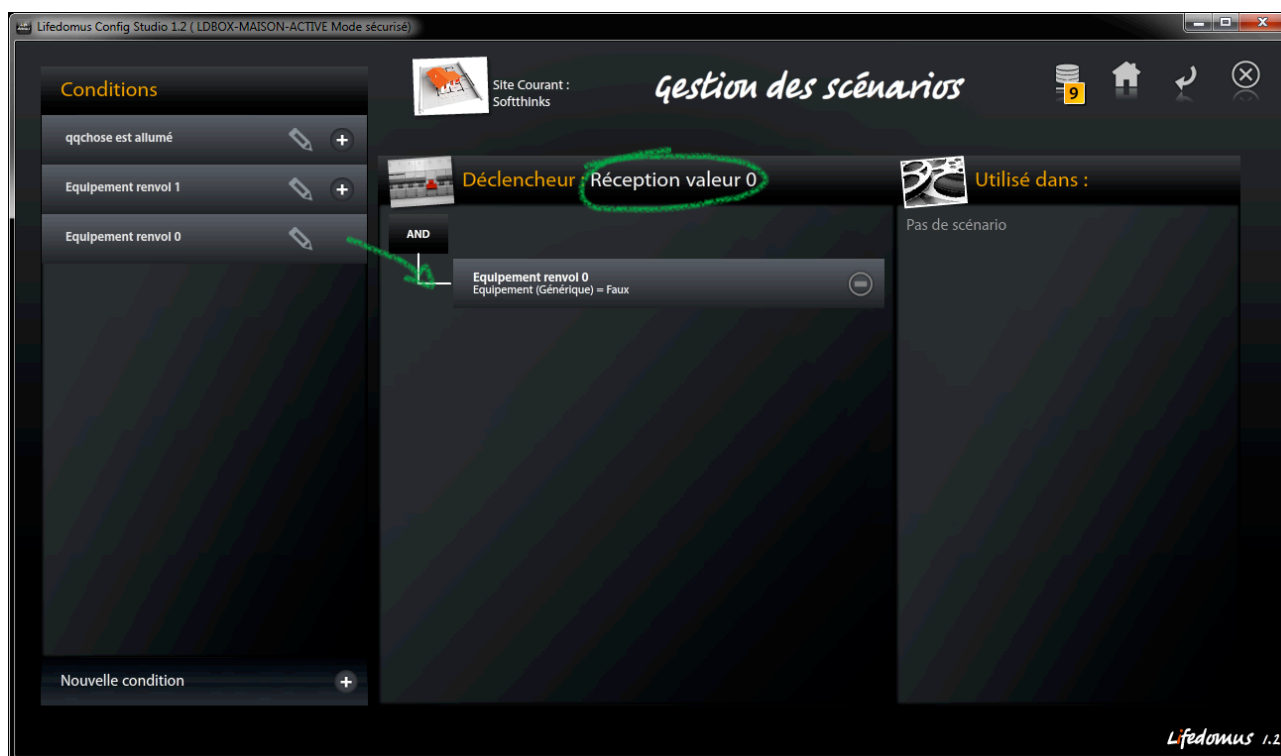 Lifedomus Config Studio 1.2 ( LDBOX-MAISON-ACTIVE Mode sécurisé)
Conditions
qqchose est allumé
Equipement renvoI 1
Equipement renvoI 0
Nouvelle condition
Site Courant :
Softthinks
Gestion des scénarios
9
Déclencheur : Réception valeur 0
AND
Equipement renvoI 0
Equipement (Générique) = Faux
Utilisé dans :
Pas de scénario
Lifedomus 1.2